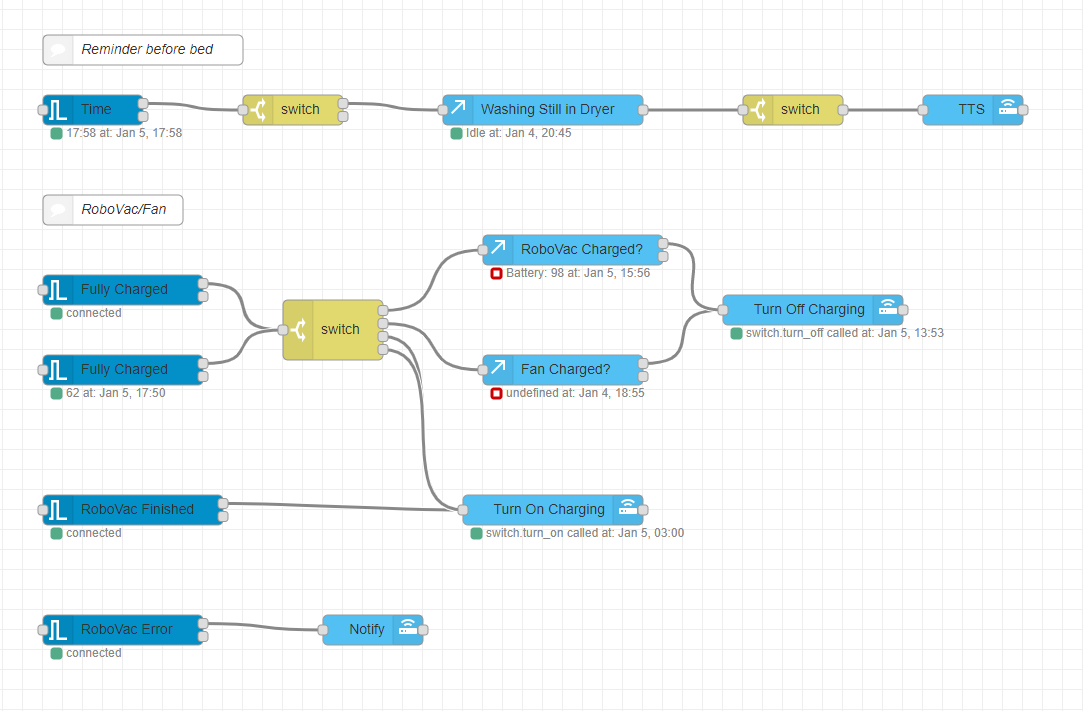 Reminder before bed
Time
switch
Washing Still in Dryer
switch
TTS
17:58 at: Jan 5, 17:58
Idle at: Jan 4, 20:45
RoboVac/Fan
RoboVac Charged?
Battery: 98 at: Jan 5, 15:56
Fully Charged
connected
Turn Off Charging
switch.turn_off called at: Jan 5, 13:53
switch
Fully Charged
62 at: Jan 5, 17:50
Fan Charged?
undefined at: Jan 4, 18:55
RoboVac Finished
connected
Turn On Charging
switch.turn_on called at: Jan 5, 03:00
RoboVac Error
connected
Notify